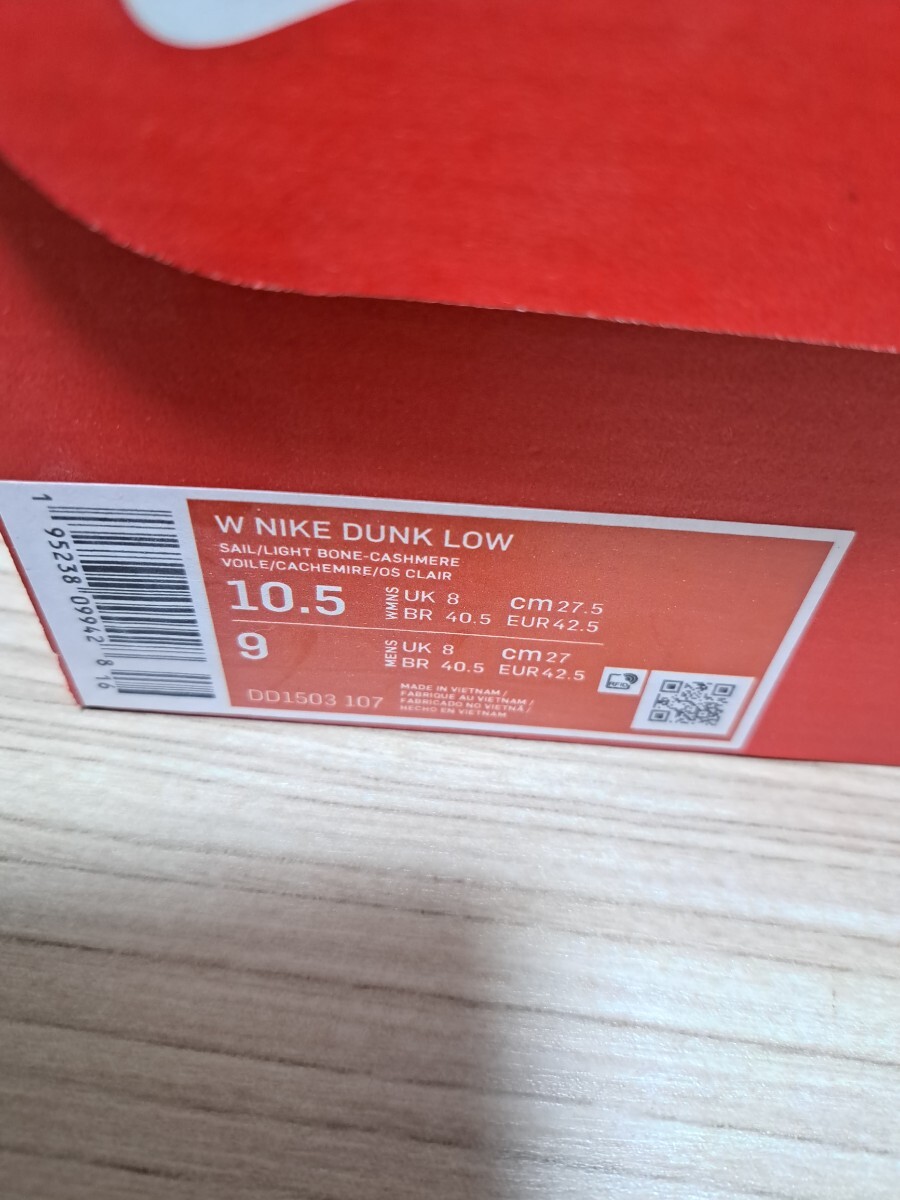 W NIKE DUNK LOW
SAIL/LIGHT BONE-CASHMERE
VOILE/CACHEMIRE/OS CLAIR
10.5 WMNS UK 8 cm 27.5
BR 40.5 EUR 42.5
9 MENS UK 8 cm 27
BR 40.5 EUR 42.5
DD1503 107
MADE IN VIETNAM /
FABRIQUE AU VIETNAM /
FABRICADO NO VIETNÃ /
HECHO EN VIETNAM
1 95238 09942 8 16